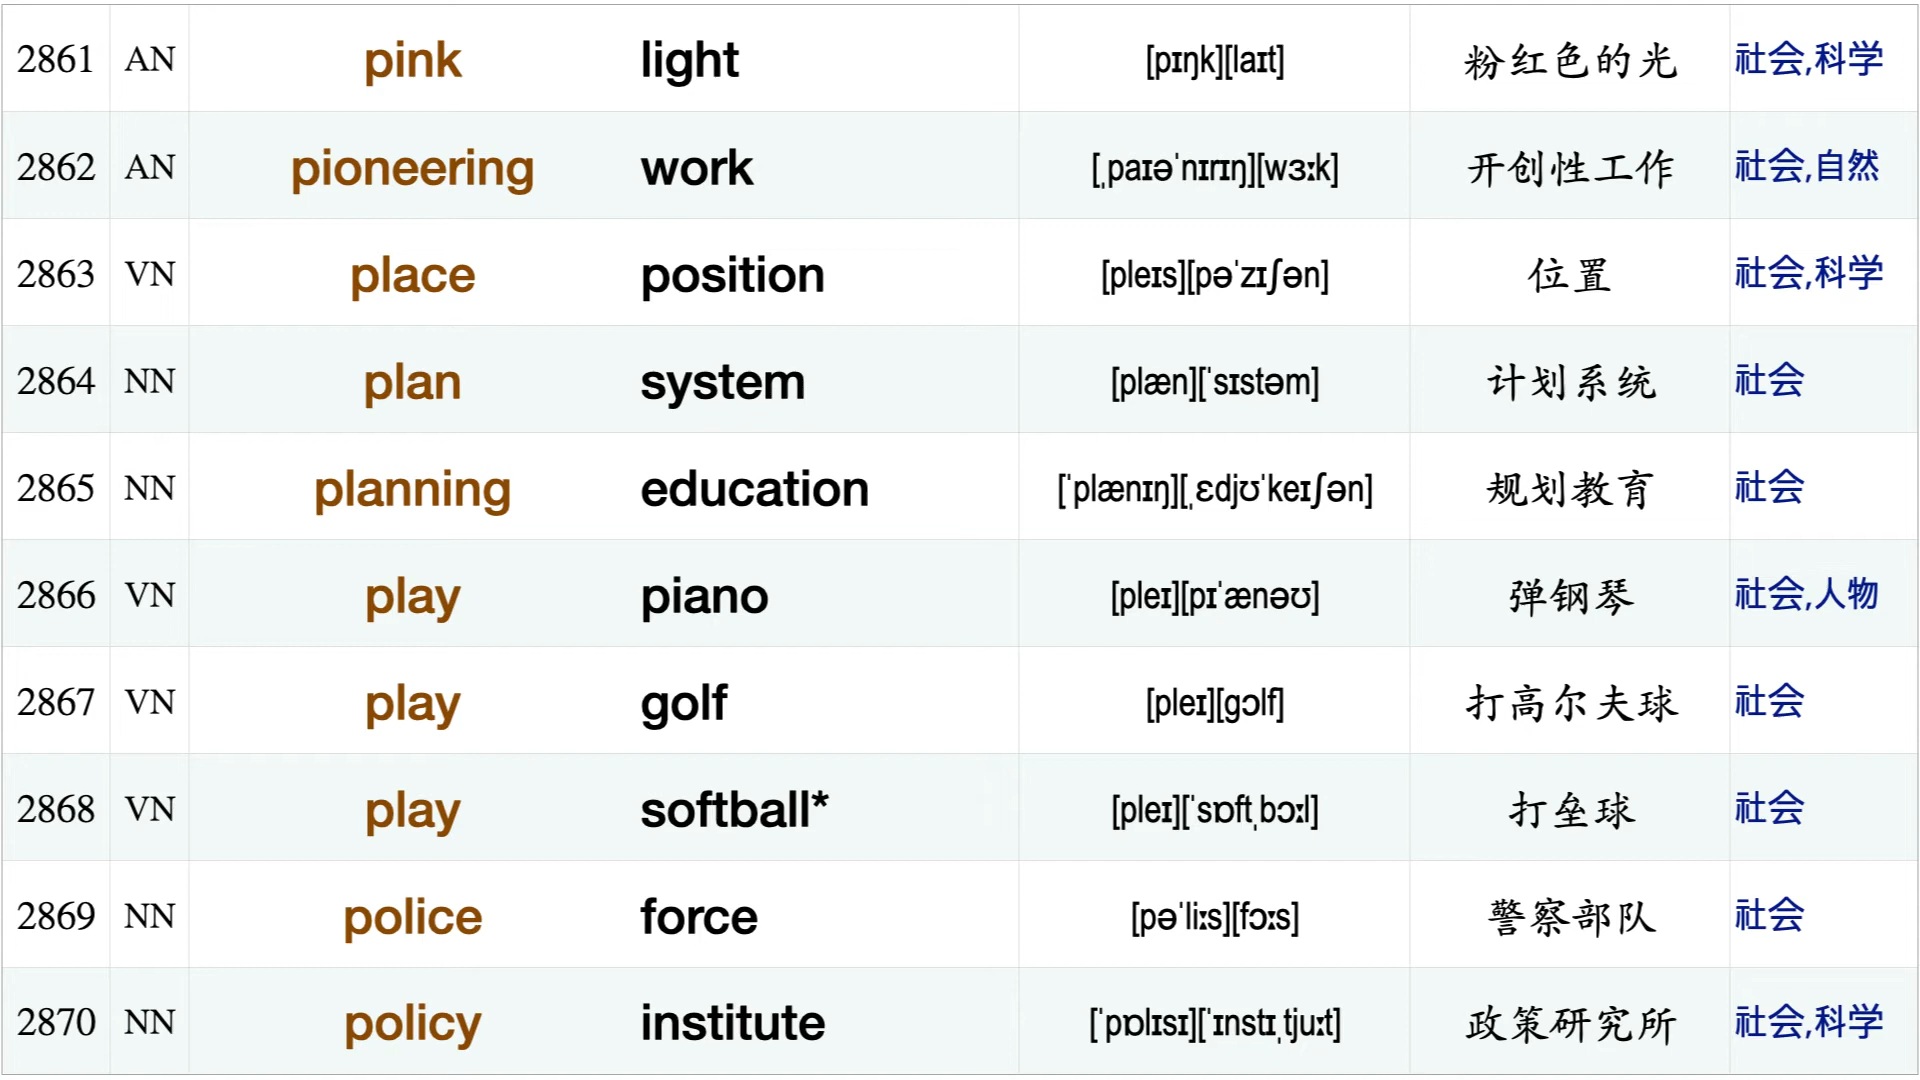 2861 AN pink light [pɪŋk][laɪt] 粉红色的光 社会,科学
2862 AN pioneering work [ˌpaɪəˈnɪrɪŋ][wɜːk] 开创性工作 社会,自然
2863 VN place position [pleɪs][pəˈzɪʃən] 位置 社会,科学
2864 NN plan system [plæn][ˈsɪstəm] 计划系统 社会
2865 NN planning education [ˈplænɪŋ][ˌɛdjʊˈkeɪʃən] 规划教育 社会
2866 VN play piano [pleɪ][pɪˈænəʊ] 弹钢琴 社会,人物
2867 VN play golf [pleɪ][gɔlf] 打高尔夫球 社会
2868 VN play softball* [pleɪ][ˈsɒftˌbɔːl] 打垒球 社会
2869 NN police force [pəˈliːs][fɔːs] 警察部队 社会
2870 NN policy institute [ˈpɒlɪsɪ][ˈɪnstɪˌtjuːt] 政策研究所 社会,科学